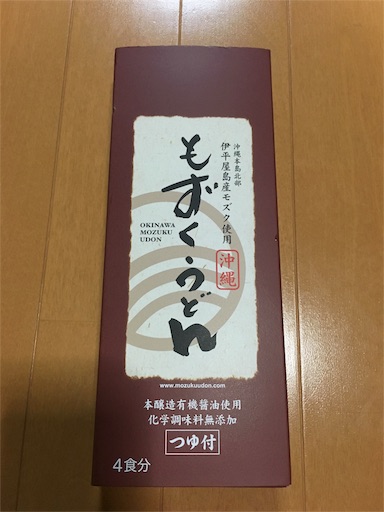 沖縄本島北部
伊平屋島産モズク使用
もずくうどん
OKINAWA
MOZUKU
UDON
沖縄
www.mozukuudon.com
本醸造有機醤油使用
化学調味料無添加
つゆ付
4食分